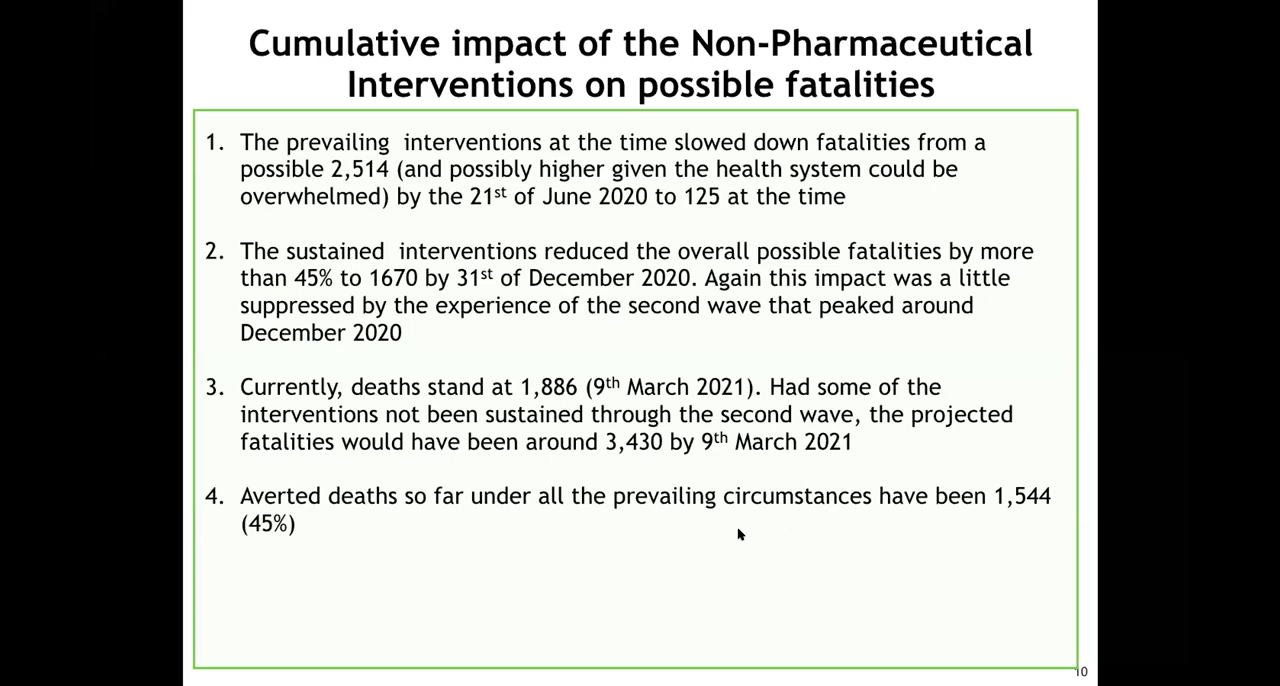 Cumulative impact of the Non-Pharmaceutical
Interventions on possible fatalities
1. The prevailing  interventions at the time slowed down fatalities from a
possible 2,514 (and possibly higher given the health system could be
overwhelmed) by the 21st of June 2020 to 125 at the time
2. The sustained  interventions reduced the overall possible fatalities by more
than 45% to 1670 by 31st of December 2020. Again this impact was a little
suppressed by the experience of the second wave that peaked around
December 2020
3. Currently, deaths stand at 1,886 (9th March 2021). Had some of the
interventions not been sustained through the second wave, the projected
fatalities would have been around 3,430 by 9th March 2021
4. Averted deaths so far under all the prevailing circumstances have been 1,544
(45%)
10